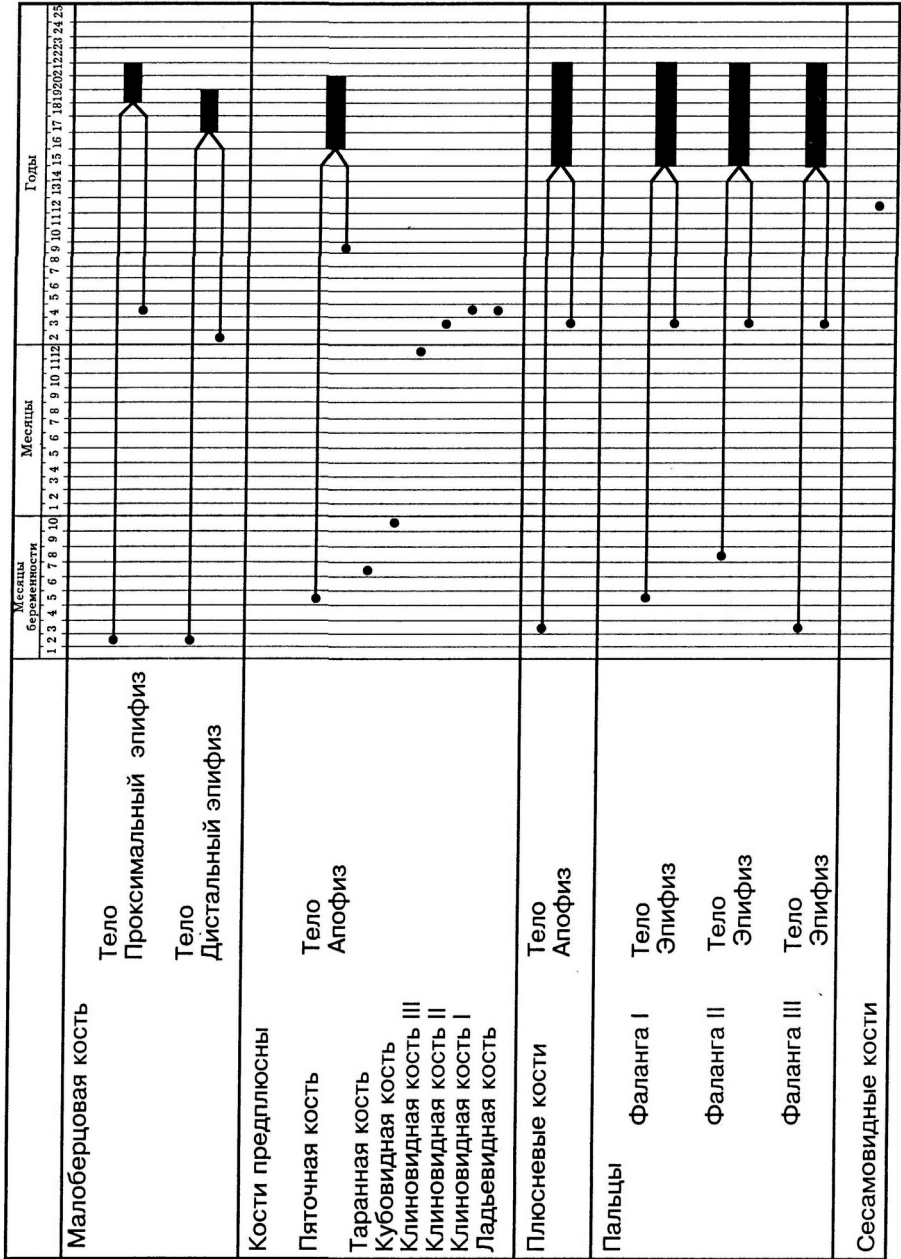 Месяцы беременности
Месяцы
Годы
1 2 3 4 5 6 7 8 9 10 1 2 3 4 5 6 7 8 9 10 11 12 2 3 4 5 6 7 8 9 10 11 12 13 14 15 16 17 18 19 20 21 22 23 24 25
Малоберцовая кость
Тело
Проксимальный эпифиз
Тело
Дистальный эпифиз
Кости предплюсны
Пяточная кость
Тело
Апофиз
Таранная кость
Кубовидная кость
Клиновидная кость III
Клиновидная кость II
Клиновидная кость I
Ладьевидная кость
Плюсневые кости
Тело
Апофиз
Пальцы
Фаланга I
Тело
Эпифиз
Фаланга II
Тело
Эпифиз
Фаланга III
Тело
Эпифиз
Сесамовидные кости